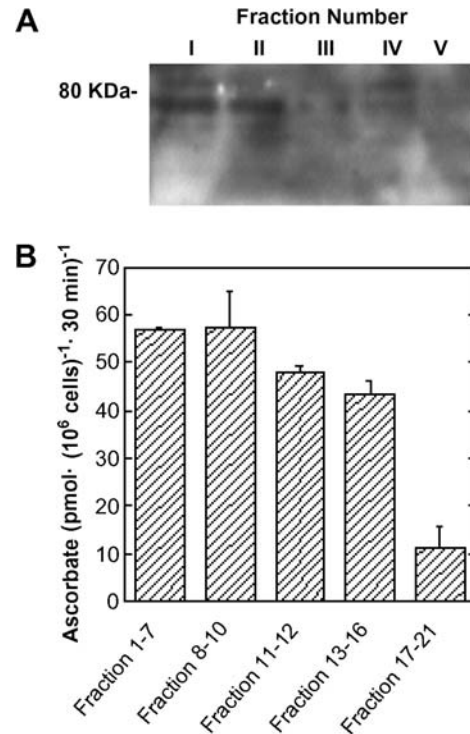 A
Fraction Number
I II III IV V
80 KDa-
B
Ascorbate (pmol· (10⁶ cells)⁻¹· 30 min)⁻¹
70
60
50
40
30
20
10
0
Fraction 1-7
Fraction 8-10
Fraction 11-12
Fraction 13-16
Fraction 17-21